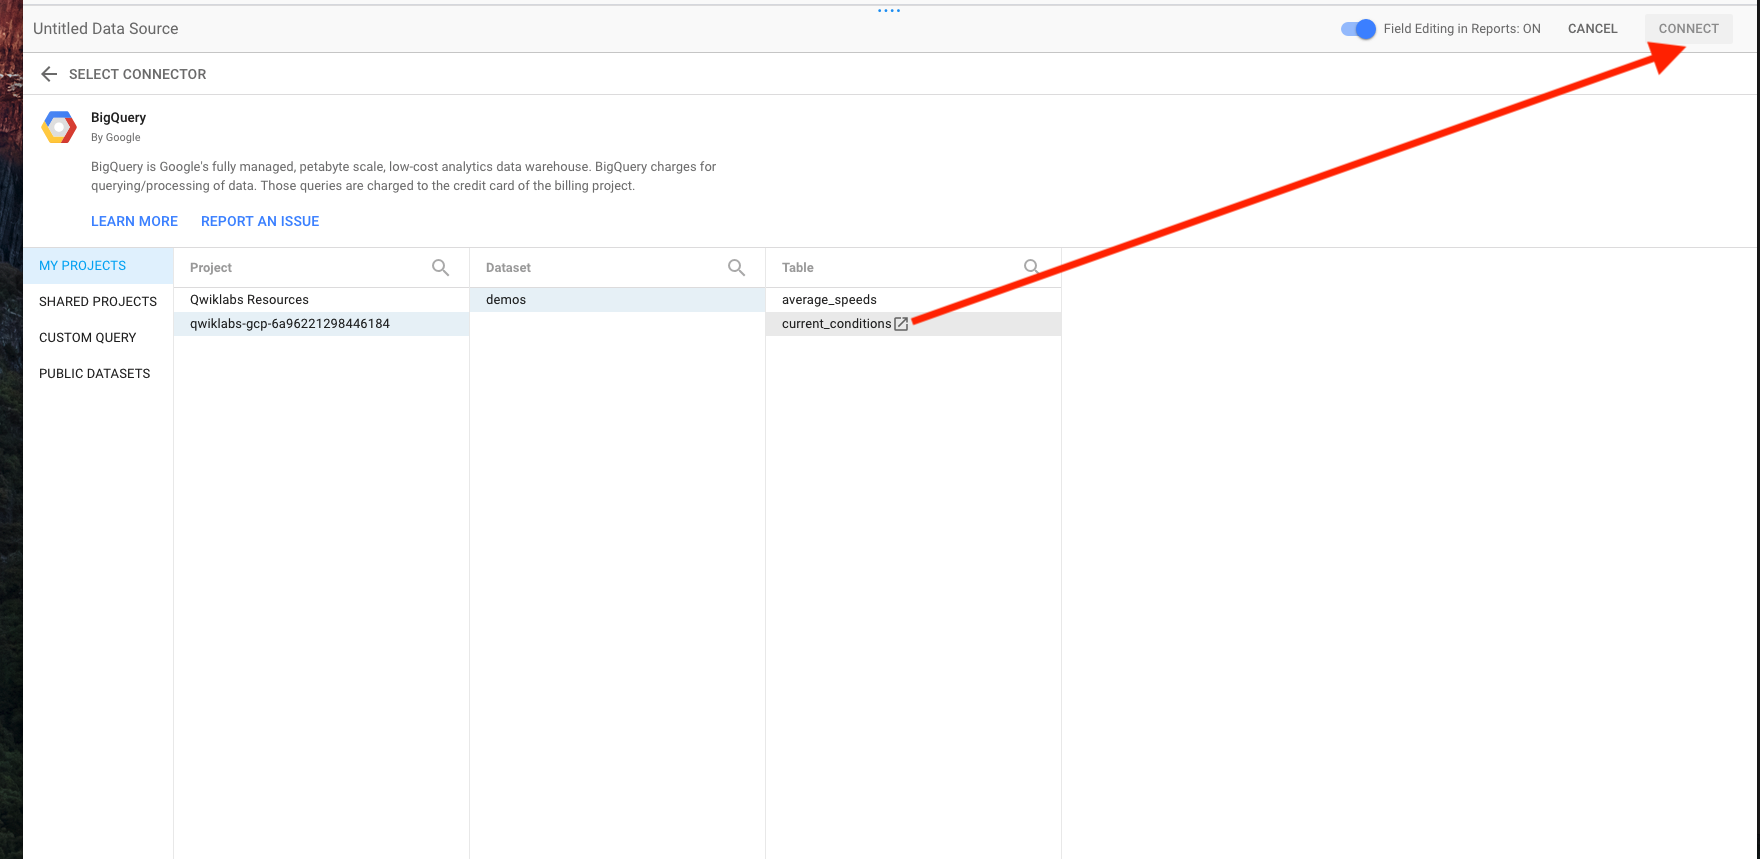 Untitled Data Source
Field Editing in Reports: ON
CANCEL
CONNECT
SELECT CONNECTOR
BigQuery
By Google
BigQuery is Google's fully managed, petabyte scale, low-cost analytics data warehouse. BigQuery charges for
querying/processing of data. Those queries are charged to the credit card of the billing project.
LEARN MORE
REPORT AN ISSUE
MY PROJECTS
SHARED PROJECTS
CUSTOM QUERY
PUBLIC DATASETS
Project
Qwiklabs Resources
qwiklabs-gcp-6a96221298446184
Dataset
demos
Table
average_speeds
current_conditions